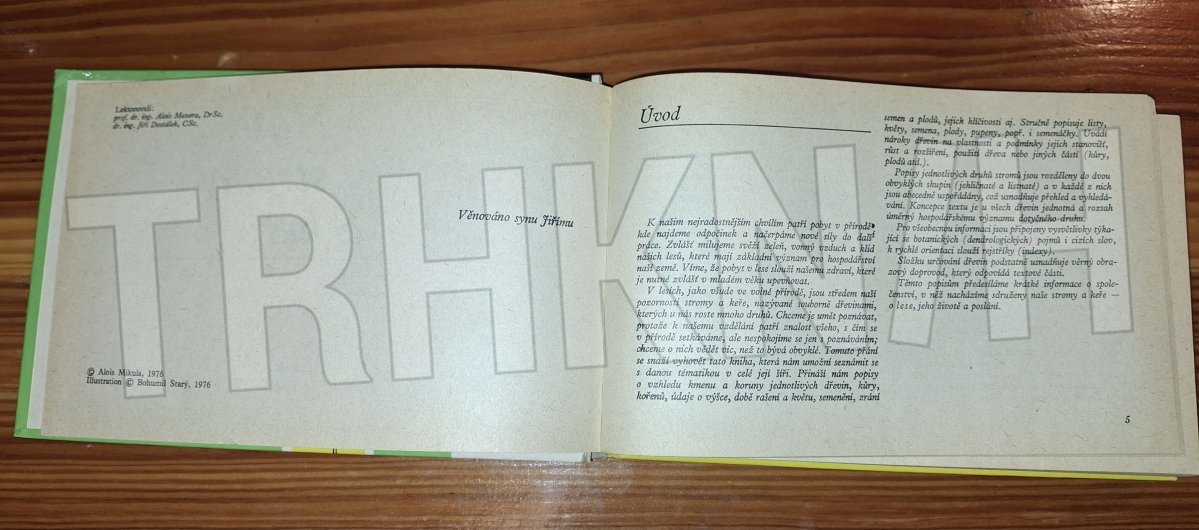 Lektorovali:
prof. dr. ing. Alois Mezera, DrSc.
dr. ing. Jiří Dostálek, CSc.
Věnováno synu Jiřímu
© Alois Mikula, 1976
Illustration © Bohumil Starý, 1976
Úvod
K našim nejradostnějším chvílím patří pobyt v přírodě,
kde najdeme odpočinek a načerpáme nové síly do další
práce. Zvlášť milujeme svěží zeleň, vonný vzduch a klid
našich lesů, které mají základní význam pro hospodářství
naší země. Víme, že pobyt v lese slouží našemu zdraví, které
je nutné zvlášť v mladém věku upevňovat.
V lesích, jako všude ve volné přírodě, jsou středem naší
pozornosti stromy a keře, nazývané souborně dřevinami,
kterých u nás roste mnoho druhů. Chceme je umět poznávat,
protože k našemu vzdělání patří znalost všeho, s čím se
v přírodě setkáváme, ale nespokojíme se jen s poznáváním;
chceme o nich vědět víc, než to bývá obvyklé. Tomuto přání
se snaží vyhovět tato kniha, která nám umožní seznámit se
s danou tématikou v celé její šíři. Přináší nám popisy
o vzhledu kmenu a koruny jednotlivých dřevin, kůry,
kořenů, údaje o výšce, době rašení a květu, semenění, zrání
semen a plodů, jejich klíčivosti aj. Stručně popisuje listy,
květy, semena, plody, pupeny, popř. i semenáčky. Uvádí
nároky dřevin na vlastnosti a podmínky jejich stanovišť,
růst a rozšíření, použití dřeva nebo jiných částí (kůry,
plodů atd.).
Popisy jednotlivých druhů stromů jsou rozděleny do dvou
obvyklých skupin (jehličnaté a listnaté) a v každé z nich
jsou abecedně uspořádány, což usnadňuje přehled a vyhledá-
vání. Koncepce textu je u všech dřevin jednotná a rozsah
úměrný hospodářskému významu dotyčného druhu.
Pro všeobecnou informaci jsou připojeny vysvětlivky týka-
jící se botanických (dendrologických) pojmů i cizích slov,
k rychlé orientaci slouží rejstříky (indexy).
Složku určování dřevin podstatně usnadňuje věrný obra-
zový doprovod, který odpovídá textové části.
Těmto popisům předesíláme krátké informace o spole-
čenství, v němž nacházíme sdruženy naše stromy a keře —
o lese, jeho životě a poslání.
5
TRHKNIH